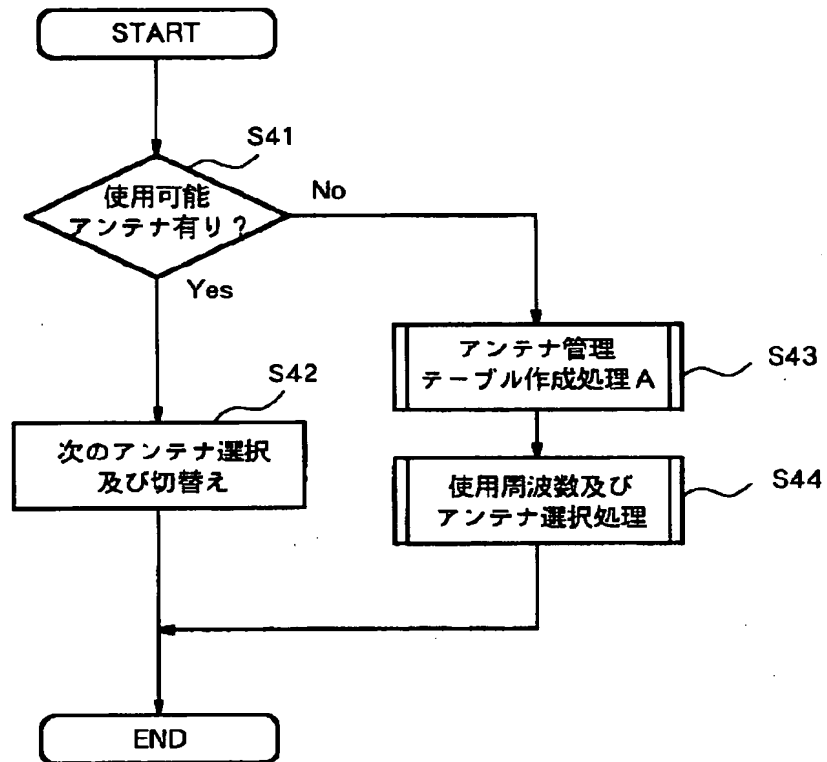 START
S41
使用可能
アンテナ有り?
No
Yes
S42
次のアンテナ選択
及び切替え
アンテナ管理
テーブル作成処理A
S43
使用周波数及び
アンテナ選択処理
S44
END